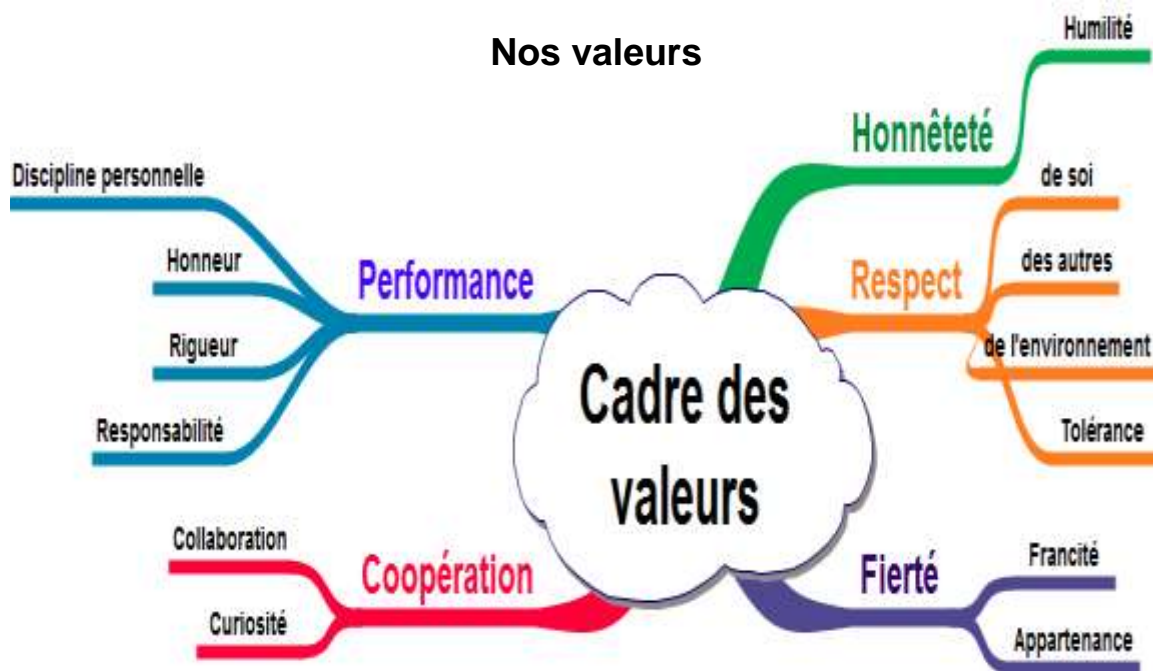 Nos valeurs
Humilité
Honnêteté
Discipline personnelle
de soi
Honneur
Performance
des autres
Respect
Rigueur
de l'environnement
Cadre des
valeurs
Responsabilité
Tolérance
Collaboration
Coopération
Curiosité
Fierté
Francité
Appartenance